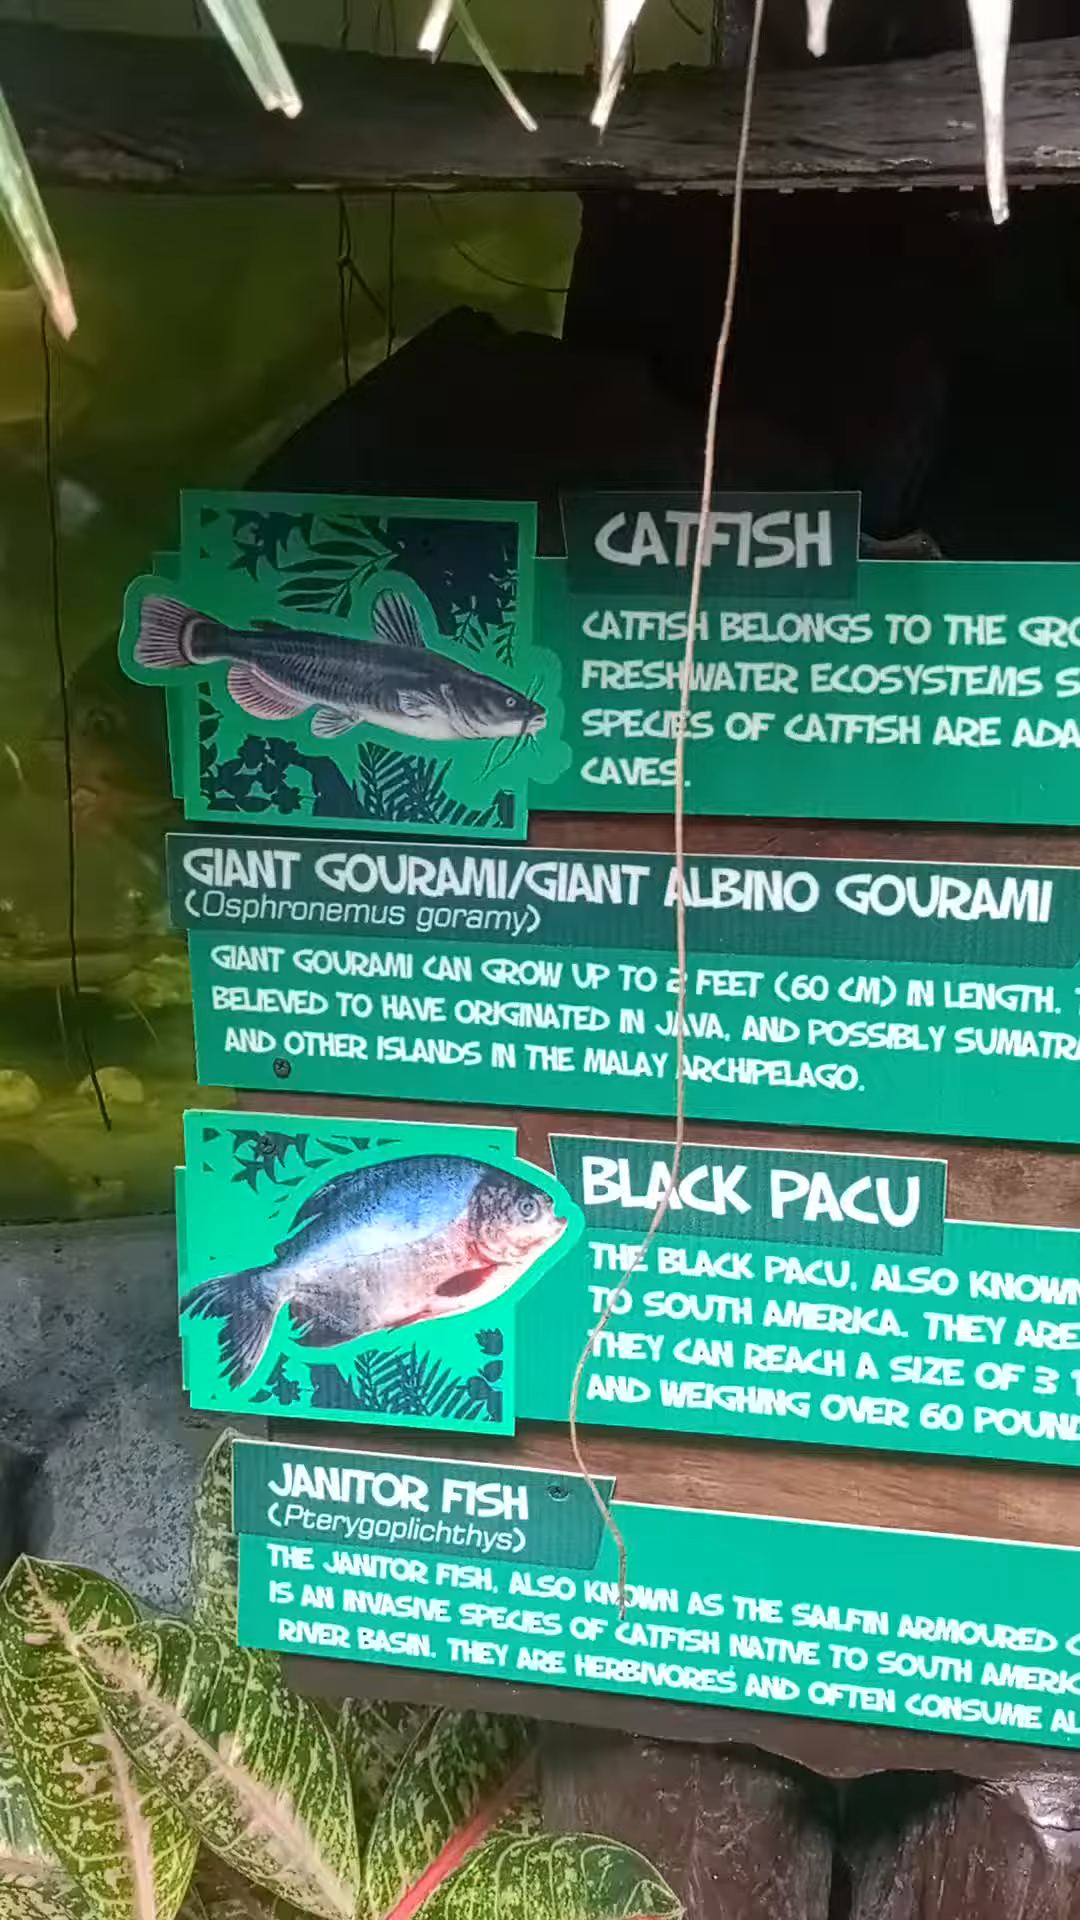 CATFISH
CATFISH BELONGS TO THE
FRESHWATER ECOSYSTEMS
SPECIES OF CATFISH ARE
CAVES.
GIANT GOURAMI/GIANT ALBINO GOURAMI
(Osphronemus goramy)
GIANT GOURAMI CAN GROW UP TO 2 FEET (60 CM) IN LENGTH.
BELIEVED TO HAVE ORIGINATED IN JAVA, AND POSSIBLY
AND OTHER ISLANDS IN THE MALAY ARCHIPELAGO.
BLACK PACU
THE BLACK PACU, ALSO
TO SOUTH AMERICA. THEY ARE
THEY CAN REACH A SIZE OF 3
AND WEIGHING OVER 60
JANITOR FISH
(Pterygoplichthys)
THE JANITOR FISH, ALSO KNOWN AS THE SAILFIN ARMOURED
IS AN INVASIVE SPECIES OF CATFISH NATIVE TO SOUTH
RIVER BASIN. THEY ARE HERBIVORES AND OFTEN CONSUME